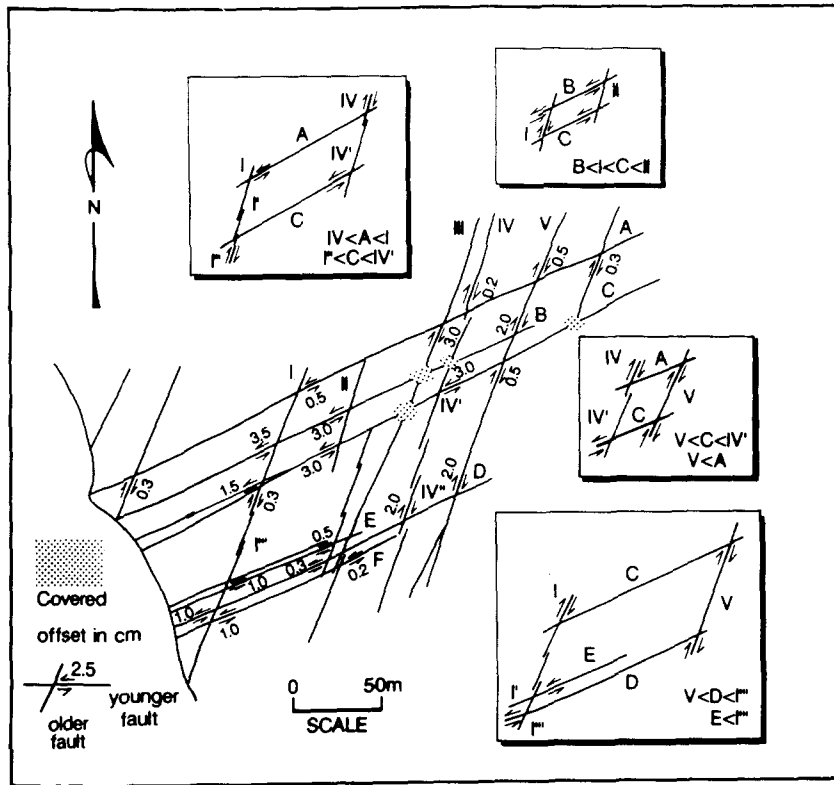 N
IV
A
I
IV'
I'
C
I''
IV<A<I
I''<C<IV'
B
II
I
C
B<I<C<II
III
IV
V
A
0.2
0.5
0.3
C
3.0
2.0
B
3.0
0.5
IV'
I
0.5
II
3.5
3.0
3.0
0.3
1.5
0.3
2.0
IV''
2.0
D
0.5
E
0.3
F
0.2
1.0
1.0
1.0
IV
A
V
IV'
C
V<C<IV'
V<A
C
I
V
E
D
I'
V<D<I''''
E<I''''
Covered
offset in cm
2.5
younger
fault
older
fault
0
50m
SCALE